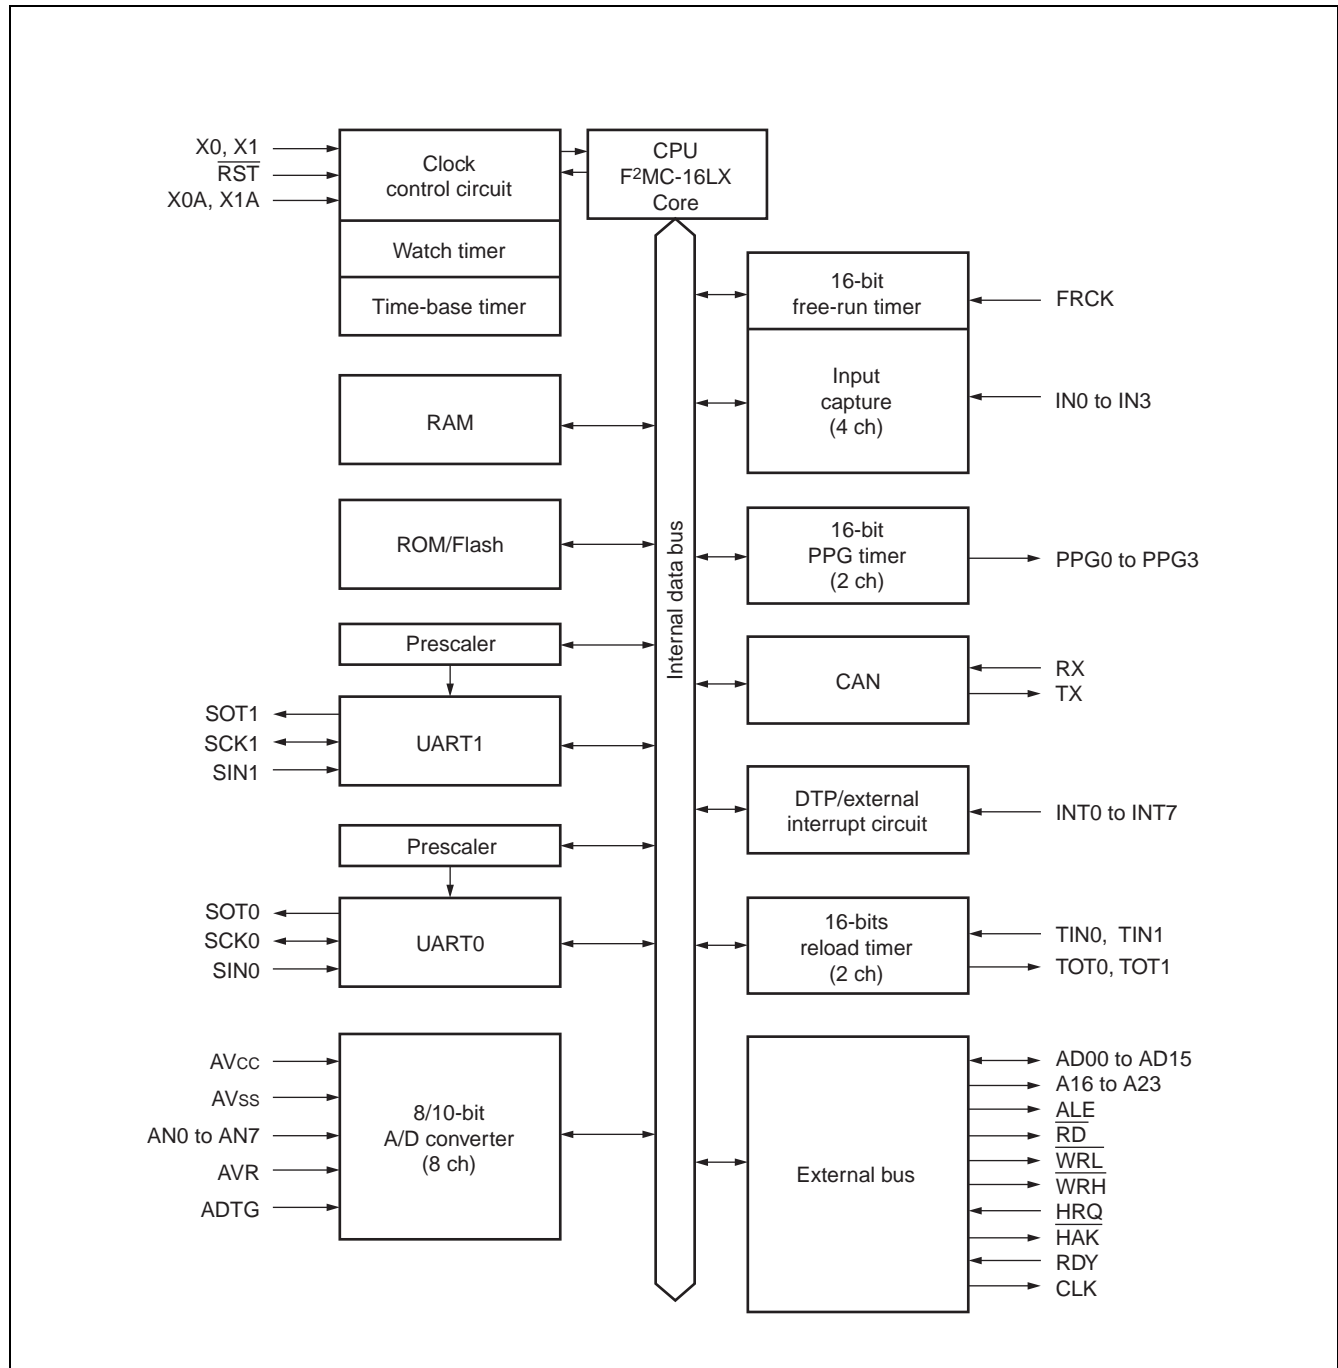 X0, X1
RST
X0A, X1A
Clock
control circuit
Watch timer
Time-base timer
CPU
F²MC-16LX
Core
RAM
ROM/Flash
Prescaler
SOT1
SCK1
SIN1
UART1
Prescaler
SOT0
SCK0
SIN0
UART0
AVcc
AVss
AN0 to AN7
AVR
ADTG
8/10-bit
A/D converter
(8 ch)
Internal data bus
16-bit
free-run timer
FRCK
Input
capture
(4 ch)
IN0 to IN3
16-bit
PPG timer
(2 ch)
PPG0 to PPG3
CAN
RX
TX
DTP/external
interrupt circuit
INT0 to INT7
16-bits
reload timer
(2 ch)
TIN0, TIN1
TOT0, TOT1
External bus
AD00 to AD15
A16 to A23
ALE
RD
WRL
WRH
HRQ
HAK
RDY
CLK